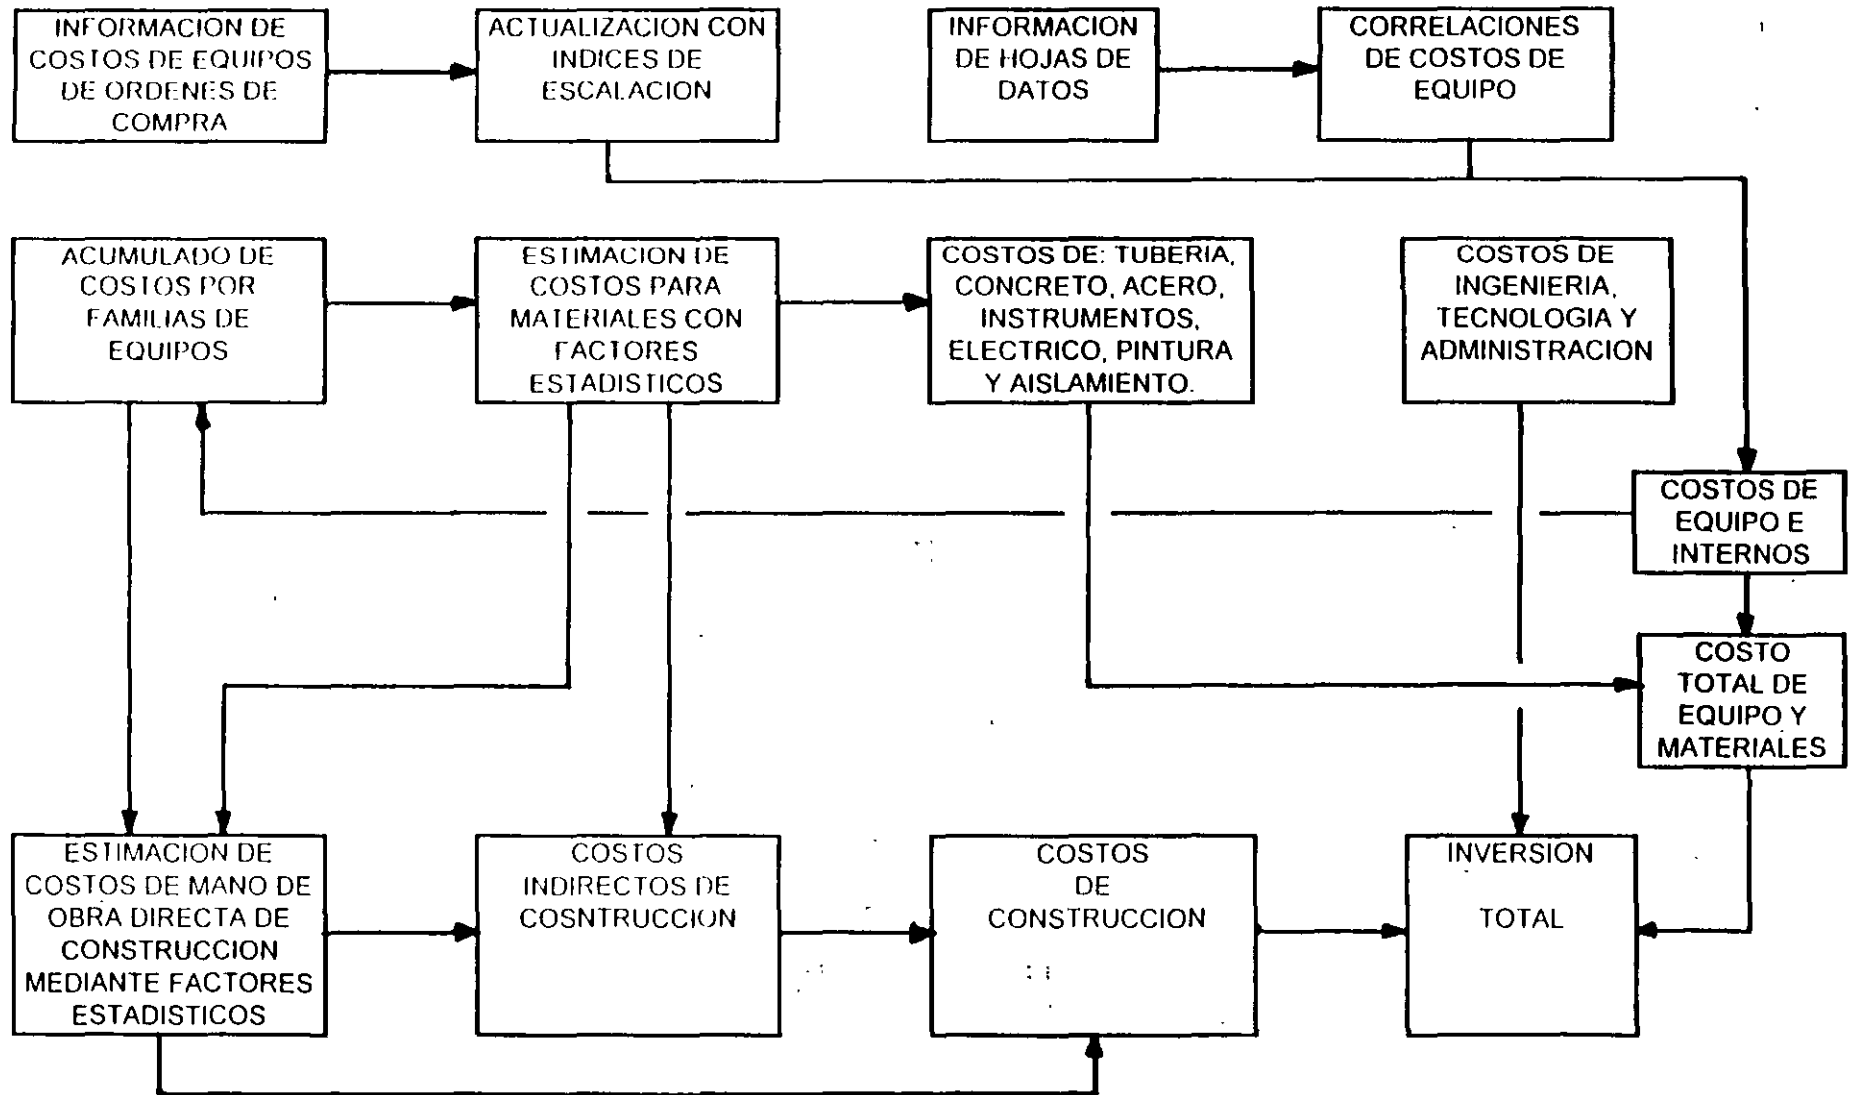 INFORMACION DE
COSTOS DE EQUIPOS
DE ORDENES DE
COMPRA
ACTUALIZACION CON
INDICES DE
ESCALACION
INFORMACION
DE HOJAS DE
DATOS
CORRELACIONES
DE COSTOS DE
EQUIPO
ACUMULADO DE
COSTOS POR
FAMILIAS DE
EQUIPOS
ESTIMACION DE
COSTOS PARA
MATERIALES CON
FACTORES
ESTADISTICOS
COSTOS DE: TUBERIA,
CONCRETO, ACERO,
INSTRUMENTOS,
ELECTRICO, PINTURA
Y AISLAMIENTO.
COSTOS DE
INGENIERIA,
TECNOLOGIA Y
ADMINISTRACION
COSTOS DE
EQUIPO E
INTERNOS
COSTO
TOTAL DE
EQUIPO Y
MATERIALES
ESTIMACION DE
COSTOS DE MANO DE
OBRA DIRECTA DE
CONSTRUCCION
MEDIANTE FACTORES
ESTADISTICOS
COSTOS
INDIRECTOS DE
COSNTRUCCION
COSTOS
DE
CONSTRUCCION
INVERSION
TOTAL